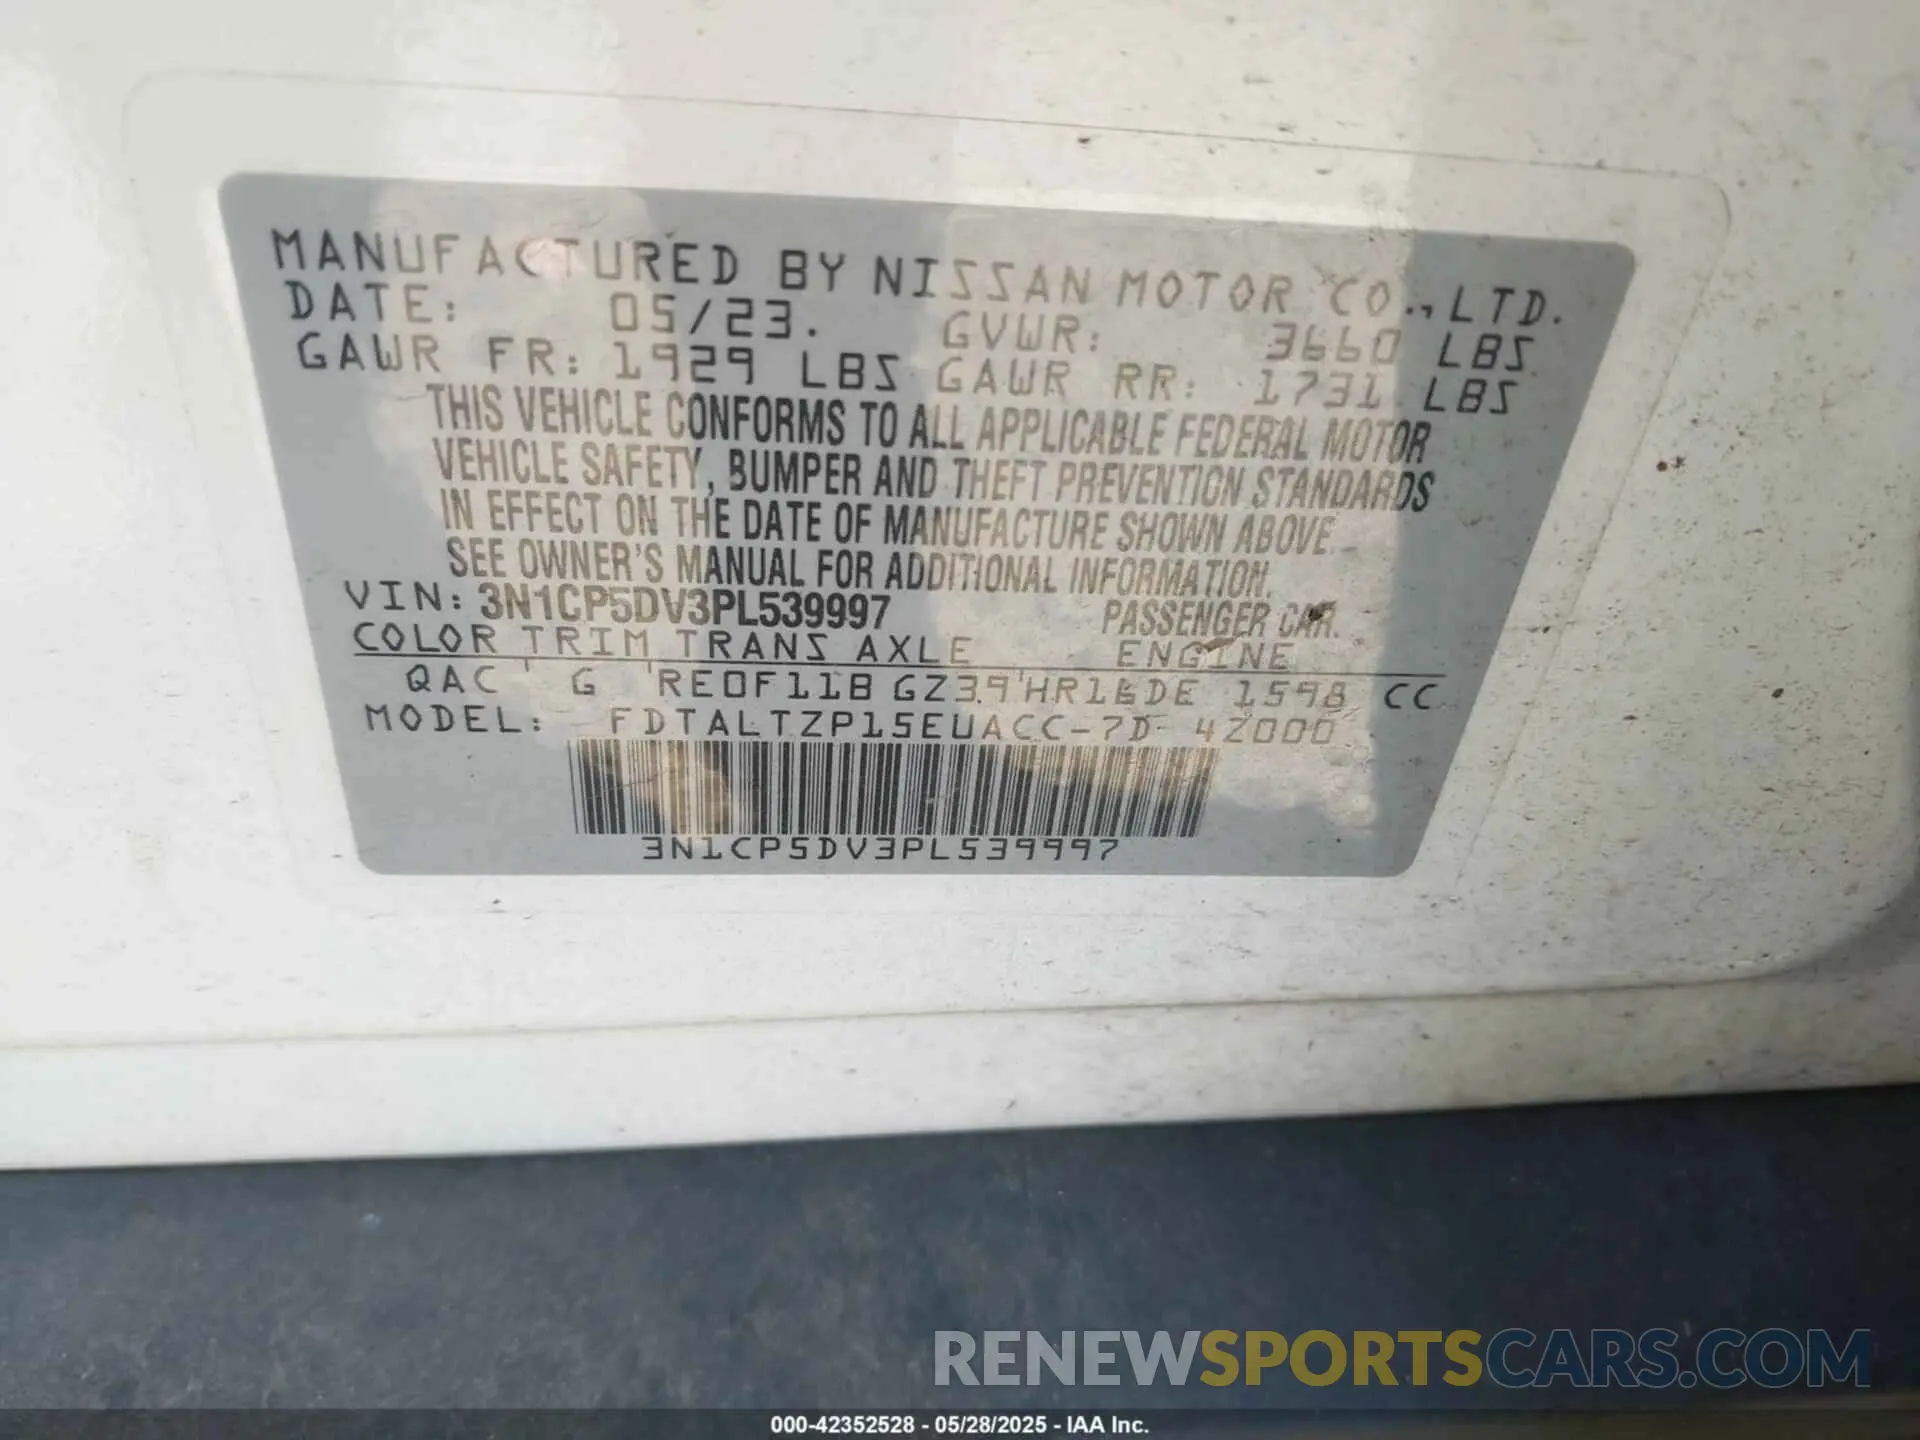 MANUFACTURED BY NISSAN MOTOR CO., LTD.
DATE: 05/23. GVWR: 3660 LBS
GAWR FR: 1929 LBS GAWR RR: 1731 LBS
THIS VEHICLE CONFORMS TO ALL APPLICABLE FEDERAL MOTOR
VEHICLE SAFETY, BUMPER AND THEFT PREVENTION STANDARDS
IN EFFECT ON THE DATE OF MANUFACTURE SHOWN ABOVE.
SEE OWNER'S MANUAL FOR ADDITIONAL INFORMATION.
VIN: 3N1CP5DV3PL539997 PASSENGER CAR.
COLOR TRIM TRANS AXLE ENGINE
QAC ' G 'RE0F11B GZ39'HR16DE 1598 CC
MODEL: FDTALTZP15EUACC-7D- 4Z000
3N1CP5DV3PL539997
RENEWSPORTSCARS.COM
000-42352528 - 05/28/2025 - IAA Inc.